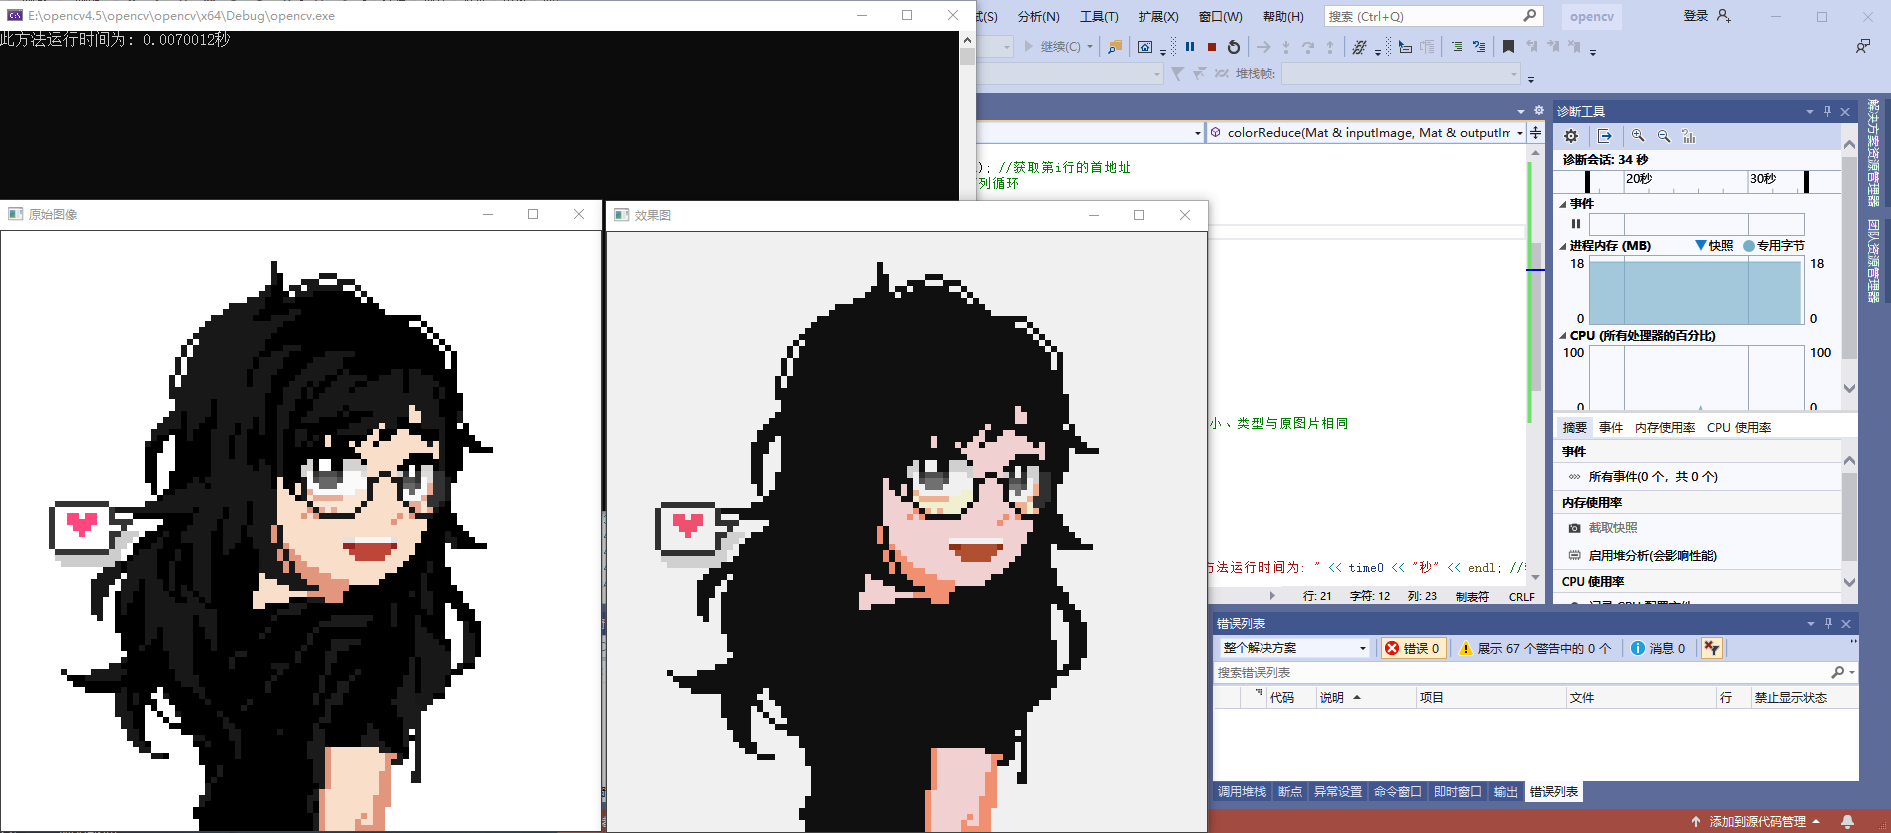 E:\opencv4.5\opencv\opencv\x64\Debug\opencv.exe
此方法运行时间为: 0.0070012秒
原始图像
效果图
分析(N)
工具(T)
扩展(X)
窗口(W)
帮助(H)
搜索 (Ctrl+Q)
opencv
登录
继续(C)
堆栈帧:
colorReduce(Mat & inputImage, Mat & outputIm
); //获取第i行的首地址
列循环
小、类型与原图片相同
方法运行时间为: " << time0 << "秒" << endl; //
行: 21
字符: 12
列: 23
制表符
CRLF
诊断工具
诊断会话: 34 秒
20秒
30秒
事件
进程内存 (MB)
快照
专用字节
18
18
0
0
CPU (所有处理器的百分比)
100
100
0
0
摘要
事件
内存使用率
CPU 使用率
事件
所有事件(0 个，共 0 个)
内存使用率
截取快照
启用堆分析(会影响性能)
CPU 使用率
解决方案资源管理器
团队资源管理器
错误列表
整个解决方案
错误 0
展示 67 个警告中的 0 个
消息 0
搜索错误列表
代码
说明
项目
文件
行
禁止显示状态
调用堆栈
断点
异常设置
命令窗口
即时窗口
输出
错误列表
添加到源代码管理